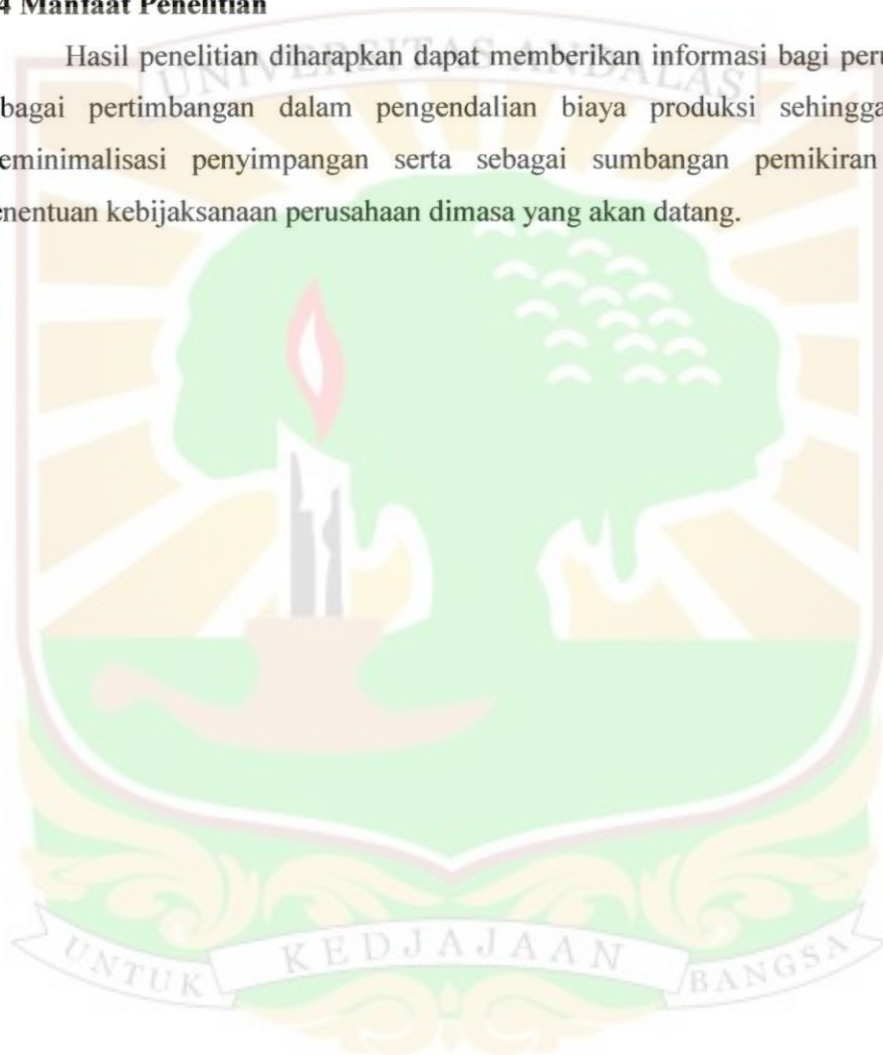 4 Manfaat Penelitian
Hasil penelitian diharapkan dapat memberikan informasi bagi peru
bagai pertimbangan dalam pengendalian biaya produksi sehingga
eminimalisasi penyimpangan serta sebagai sumbangan pemikiran
enentuan kebijaksanaan perusahaan dimasa yang akan datang.
UNIVERSITAS ANDALAS
UNTUK KEDJAJAAN BANGSA